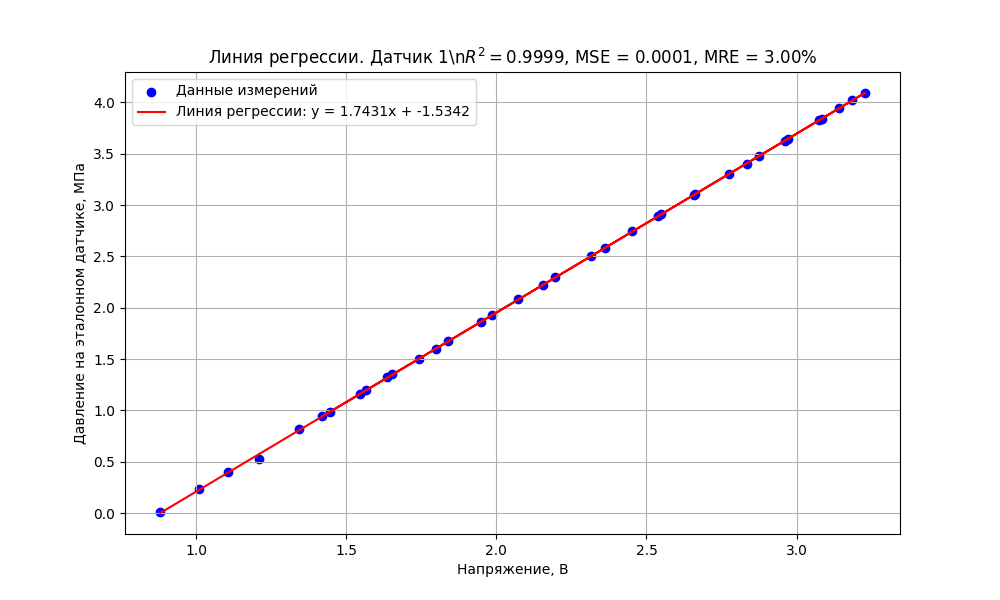 Линия регрессии. Датчик 1\nR² = 0.9999, MSE = 0.0001, MRE = 3.00%
Данные измерений
Линия регрессии: y = 1.7431x + -1.5342
Давление на эталонном датчике, МПа
4.0
3.5
3.0
2.5
2.0
1.5
1.0
0.5
0.0
1.0 1.5 2.0 2.5 3.0
Напряжение, В